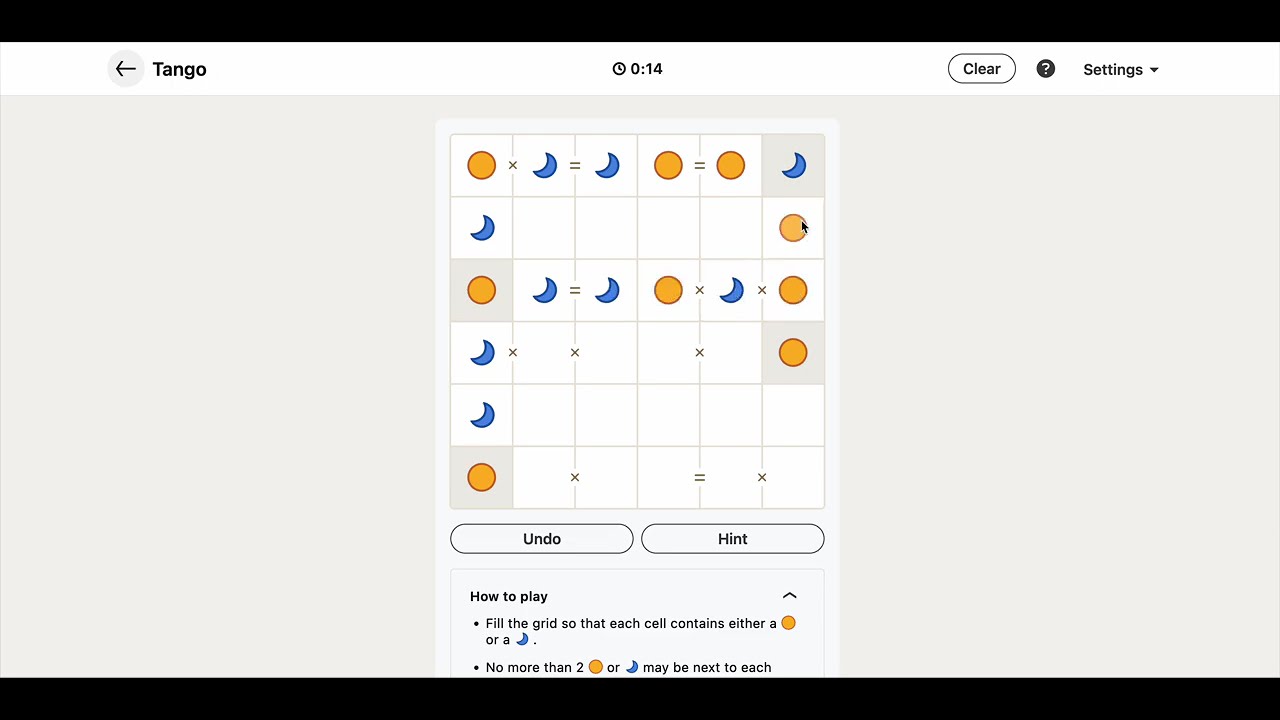 Tango
0:14
Clear
?
Settings
× = =
= × ×
× × ×
× = ×
Undo
Hint
How to play
• Fill the grid so that each cell contains either a
or a .
• No more than 2 or may be next to each